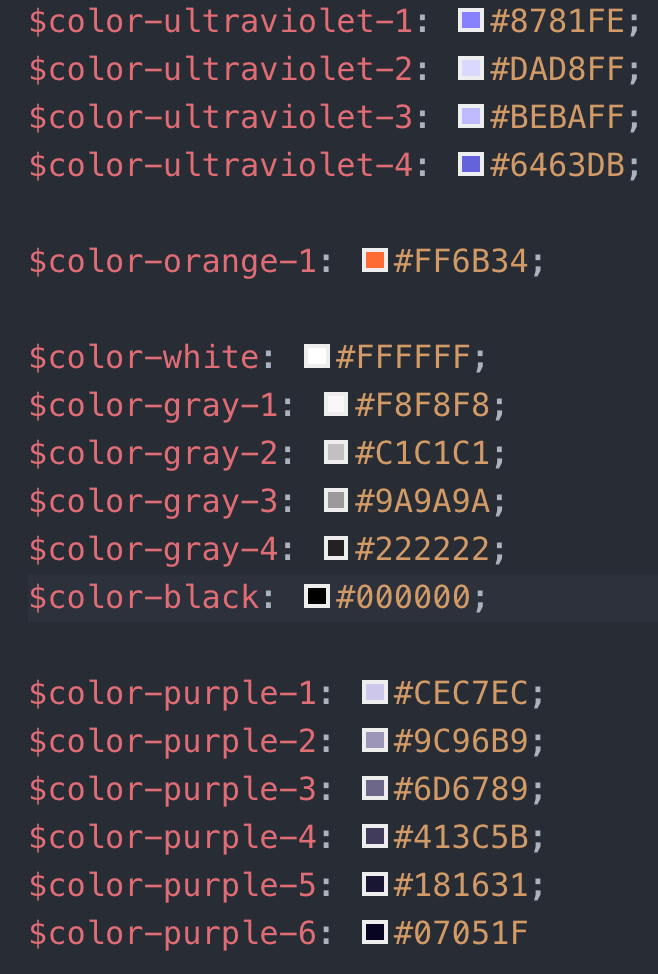 $color-ultraviolet-1: #8781FE;
$color-ultraviolet-2: #DAD8FF;
$color-ultraviolet-3: #BEBAFF;
$color-ultraviolet-4: #6463DB;
$color-orange-1: #FF6B34;
$color-white: #FFFFFF;
$color-gray-1: #F8F8F8;
$color-gray-2: #C1C1C1;
$color-gray-3: #9A9A9A;
$color-gray-4: #222222;
$color-black: #000000;
$color-purple-1: #CEC7EC;
$color-purple-2: #9C96B9;
$color-purple-3: #6D6789;
$color-purple-4: #413C5B;
$color-purple-5: #181631;
$color-purple-6: #07051F